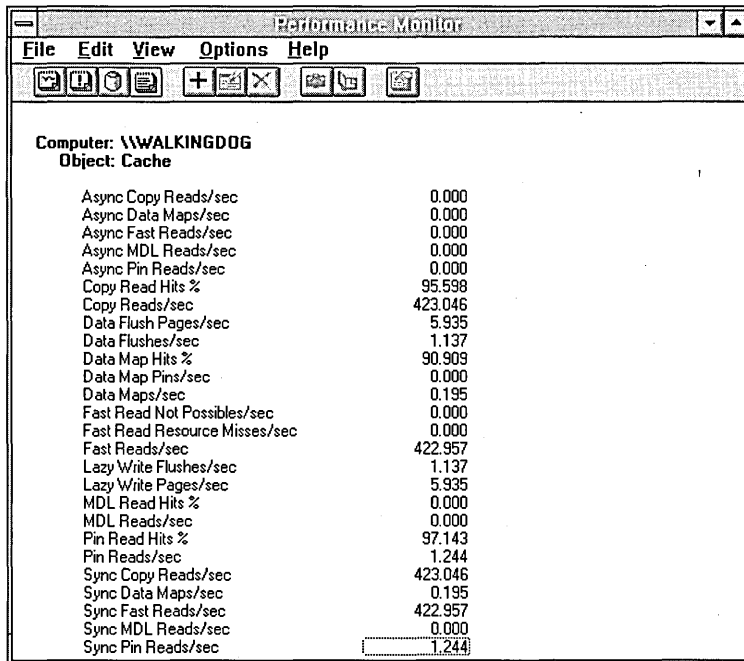 Performance Monitor
File Edit View Options Help
Computer: \\WALKINGDOG
Object: Cache
Async Copy Reads/sec 0.000
Async Data Maps/sec 0.000
Async Fast Reads/sec 0.000
Async MDL Reads/sec 0.000
Async Pin Reads/sec 0.000
Copy Read Hits % 95.598
Copy Reads/sec 423.046
Data Flush Pages/sec 5.935
Data Flushes/sec 1.137
Data Map Hits % 90.909
Data Map Pins/sec 0.000
Data Maps/sec 0.195
Fast Read Not Possibles/sec 0.000
Fast Read Resource Misses/sec 0.000
Fast Reads/sec 422.957
Lazy Write Flushes/sec 1.137
Lazy Write Pages/sec 5.935
MDL Read Hits % 0.000
MDL Reads/sec 0.000
Pin Read Hits % 97.143
Pin Reads/sec 1.244
Sync Copy Reads/sec 423.046
Sync Data Maps/sec 0.195
Sync Fast Reads/sec 422.957
Sync MDL Reads/sec 0.000
Sync Pin Reads/sec 1.244